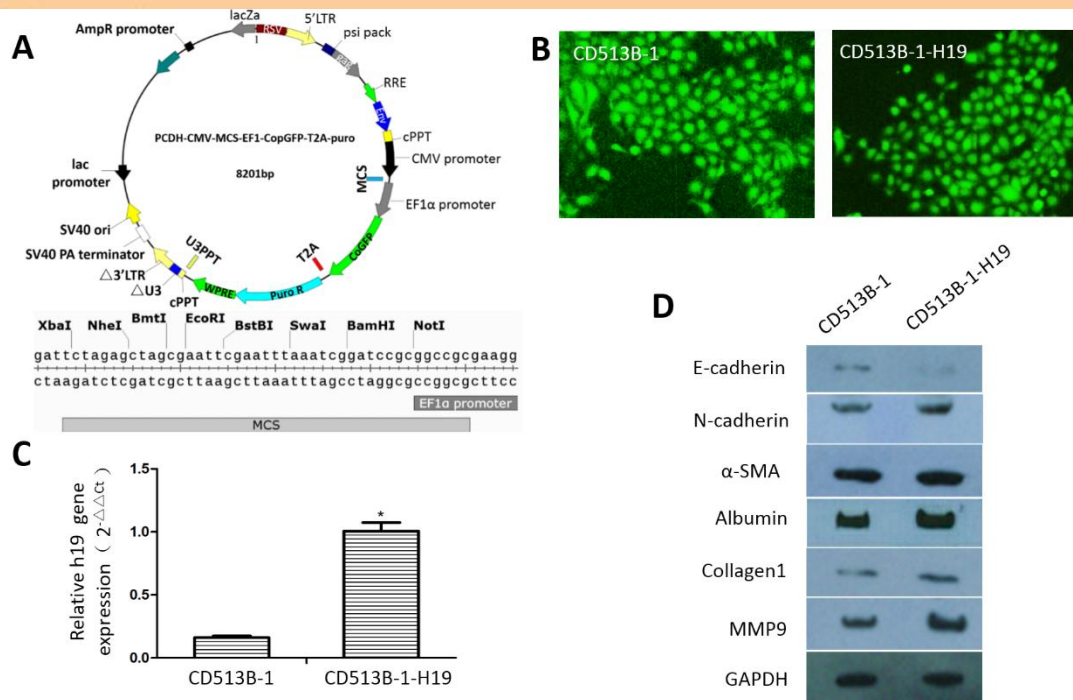 A
lacZa
RSV
5'LTR
psi pack
AmpR promoter
RRE
Env
cPPT
CMV promoter
MCS
EF1α promoter
CoGFP
T2A
Puro R
WPRE
U3PPT
cPPT
△U3
△3'LTR
SV40 PA terminator
SV40 ori
lac
promoter
PCDH-CMV-MCS-EF1-CopGFP-T2A-puro
8201bp
XbaI NheI BmtI EcoRI BstBI SwaI BamHI NotI
gattctagagctagcgaattcgaatttaaatcggatccgcggccgcgaagg
ctaagatctcgatcgcttaagcttaaatttagcctaggcgccggcgcttcc
EF1α promoter
MCS
B
CD513B-1
CD513B-1-H19
C
Relative h19 gene
expression ( 2-△△Ct )
1.5
1.0
0.5
0.0
*
CD513B-1
CD513B-1-H19
D
CD513B-1
CD513B-1-H19
E-cadherin
N-cadherin
α-SMA
Albumin
Collagen1
MMP9
GAPDH